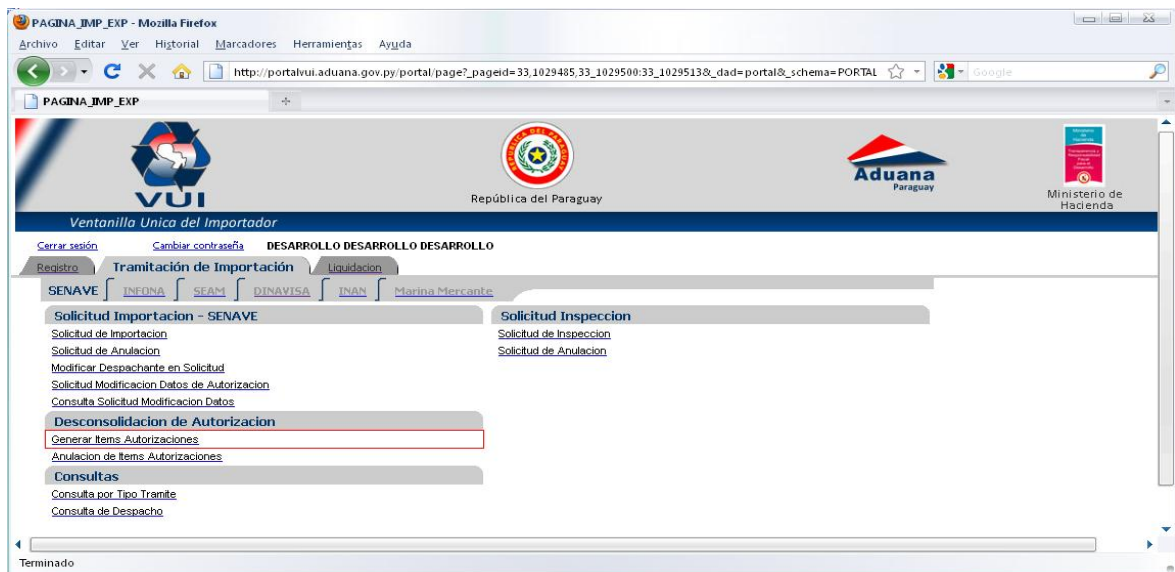 PAGINA_IMP_EXP - Mozilla Firefox
Archivo Editar Ver Historial Marcadores Herramientas Ayuda
http://portalvui.aduana.gov.py/portal/page?_pageid=33,1029485,33_1029500:33_1029513&_dad=portal&_schema=PORTAL Google
PAGINA_IMP_EXP
VUI
República del Paraguay
Aduana
Paraguay
Ministerio de
Hacienda
Ventanilla Unica del Importador
Cerrar sesión Cambiar contraseña DESARROLLO DESARROLLO DESARROLLO
Registro Tramitación de Importación Liquidacion
SENAVE INFONA SEAM DINAVISA INAN Marina Mercante
Solicitud Importacion - SENAVE Solicitud Inspeccion
Solicitud de Importacion Solicitud de Inspeccion
Solicitud de Anulacion Solicitud de Anulacion
Modificar Despachante en Solicitud
Solicitud Modificacion Datos de Autorizacion
Consulta Solicitud Modificacion Datos
Desconsolidacion de Autorizacion
Generar Items Autorizaciones
Anulacion de Items Autorizaciones
Consultas
Consulta por Tipo Tramite
Consulta de Despacho
Terminado